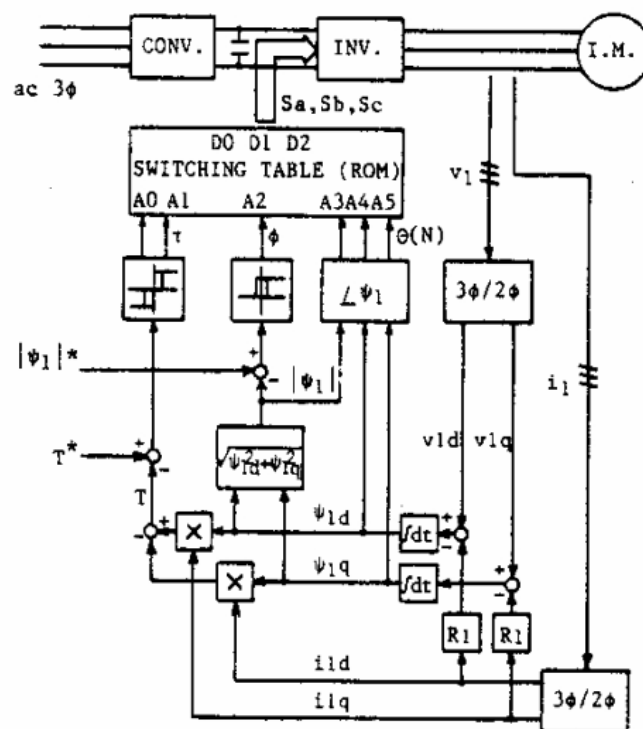 CONV.
INV.
I.M.
ac 3ϕ
Sa,Sb,Sc
D0 D1 D2
SWITCHING TABLE (ROM)
A0 A1 A2 A3A4A5
τ ϕ Θ(N)
v1
∠ψ1
3ϕ/2ϕ
|ψ1|*
+
-
|ψ1|
i1
v1d v1q
T*
+
-
√ψ1d²+ψ1q²
T
- + × ψ1d ∫dt + -
× ψ1q ∫dt + -
R1 R1
i1d
i1q
3ϕ/2ϕ